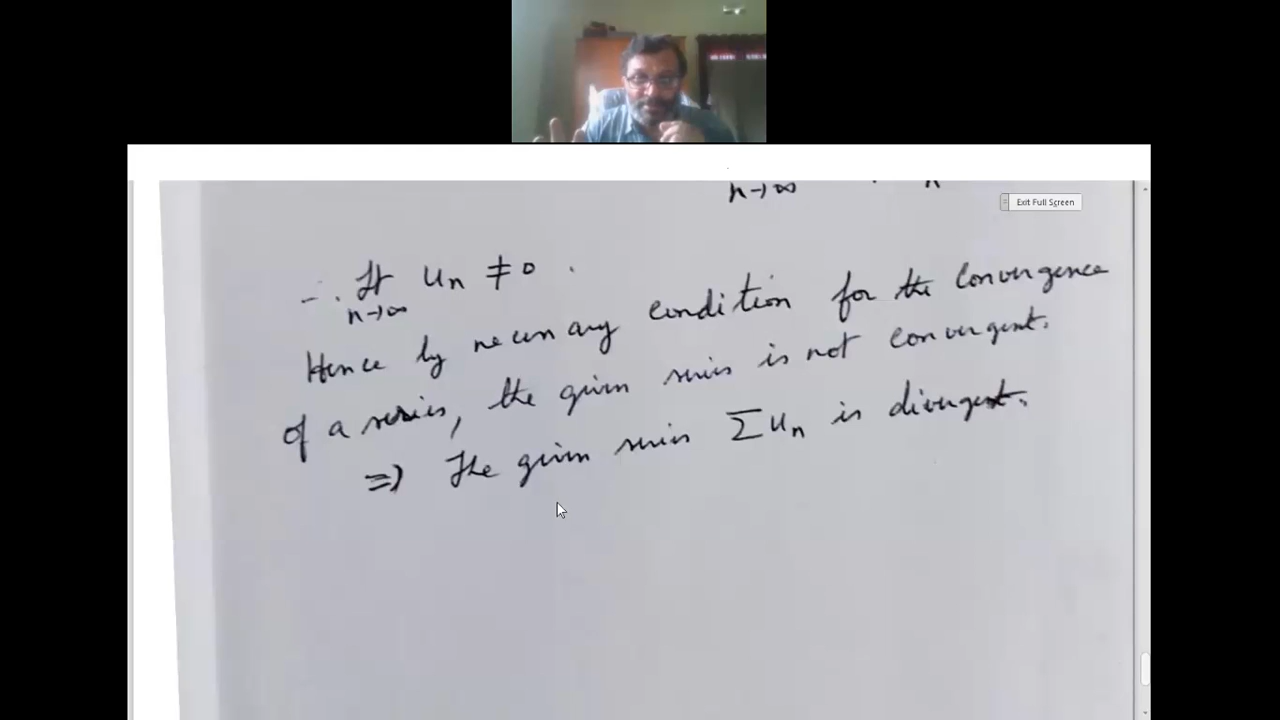 n→∞
Exit Full Screen
∴ lt uₙ ≠ 0.
n→∞
Hence by necessary condition for the convergence
of a series, the given series is not convergent.
⇒ The given series Σuₙ is divergent.